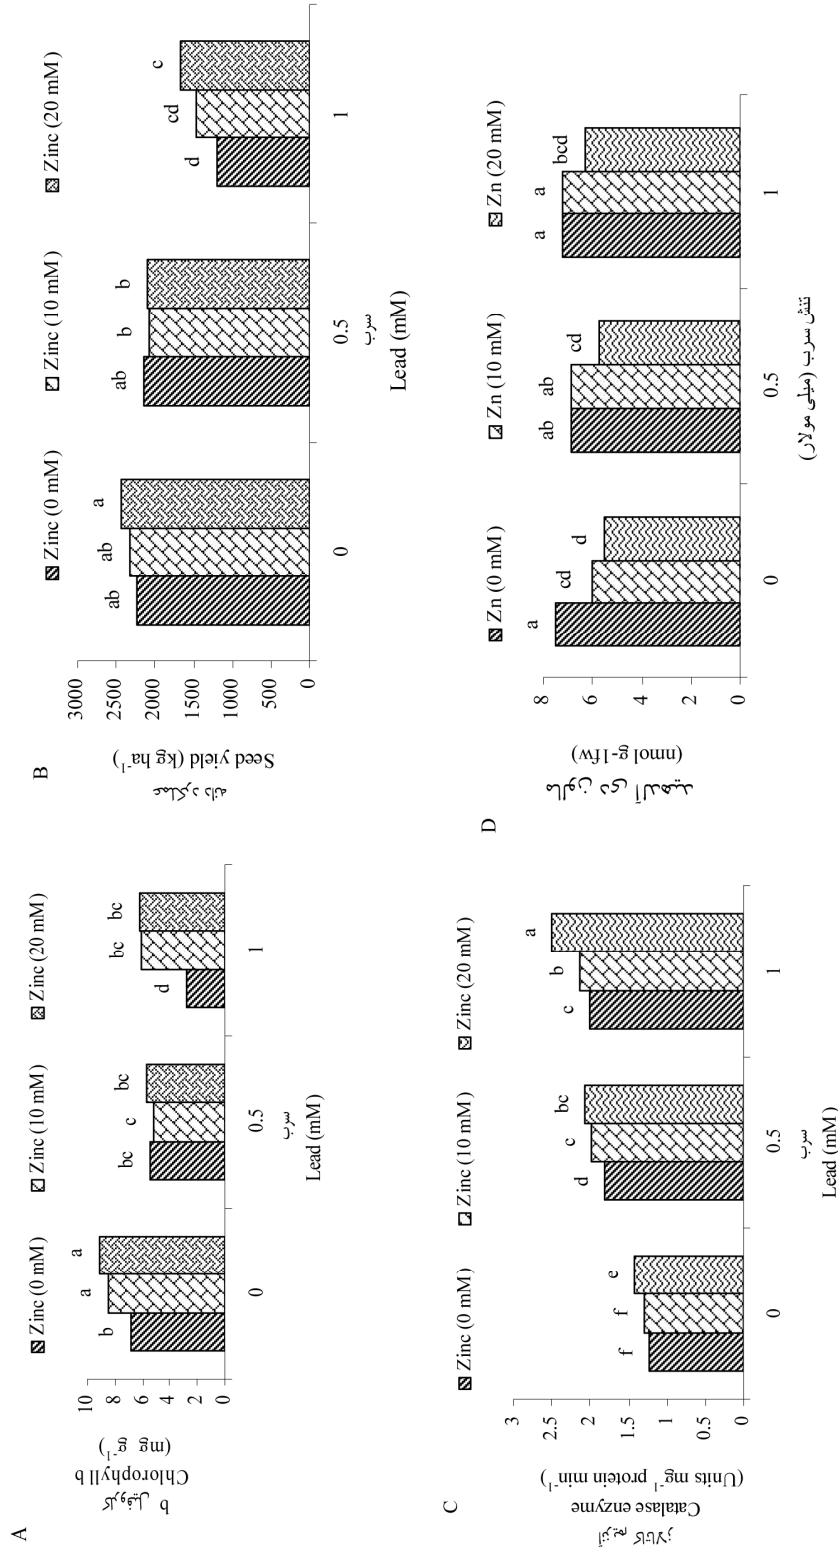 A
Zinc (0 mM)
Zinc (10 mM)
Zinc (20 mM)
کلروفیل b
Chlorophyll b
(mg g-1)
10
8
6
4
2
0
b
a
a
bc
c
bc
d
bc
bc
0
0.5
1
سرب
Lead (mM)
B
Zinc (0 mM)
Zinc (10 mM)
Zinc (20 mM)
عملکرد دانه
Seed yield (kg ha-1)
3000
2500
2000
1500
1000
500
0
ab
ab
a
ab
b
b
d
cd
c
0
0.5
1
سرب
Lead (mM)
C
Zinc (0 mM)
Zinc (10 mM)
Zinc (20 mM)
آنزیم کاتالاز
Catalase enzyme
(Units mg-1 protein min-1)
3
2.5
2
1.5
1
0.5
0
f
f
e
d
c
bc
c
b
a
0
0.5
1
سرب
Lead (mM)
D
Zn (0 mM)
Zn (10 mM)
Zn (20 mM)
مالون دی آلدهید
(nmol g-1fw)
8
6
4
2
0
a
cd
d
ab
ab
cd
a
a
bcd
0
0.5
1
تنش سرب (میلی مولار)